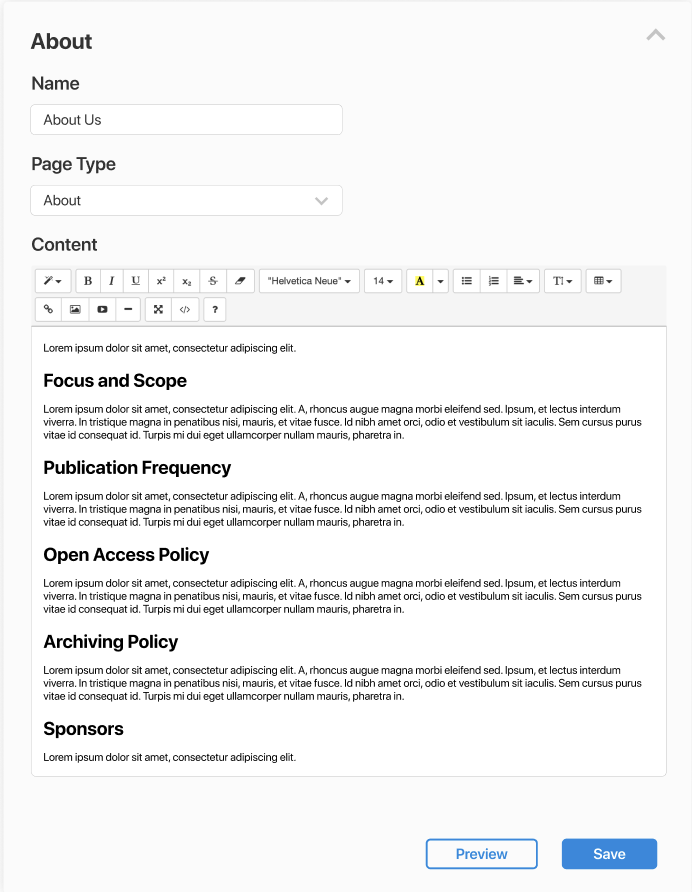 About
Name
About Us
Page Type
About
Content
B I U x² x₂ S "Helvetica Neue" 14 A T
</> ?
Lorem ipsum dolor sit amet, consectetur adipiscing elit.
Focus and Scope
Lorem ipsum dolor sit amet, consectetur adipiscing elit. A, rhoncus augue magna morbi eleifend sed. Ipsum, et lectus interdum
viverra. In tristique magna in penatibus nisi, mauris, et vitae fusce. Id nibh amet orci, odio et vestibulum sit iaculis. Sem cursus purus
vitae id consequat id. Turpis mi dui eget ullamcorper nullam mauris, pharetra in.
Publication Frequency
Lorem ipsum dolor sit amet, consectetur adipiscing elit. A, rhoncus augue magna morbi eleifend sed. Ipsum, et lectus interdum
viverra. In tristique magna in penatibus nisi, mauris, et vitae fusce. Id nibh amet orci, odio et vestibulum sit iaculis. Sem cursus purus
vitae id consequat id. Turpis mi dui eget ullamcorper nullam mauris, pharetra in.
Open Access Policy
Lorem ipsum dolor sit amet, consectetur adipiscing elit. A, rhoncus augue magna morbi eleifend sed. Ipsum, et lectus interdum
viverra. In tristique magna in penatibus nisi, mauris, et vitae fusce. Id nibh amet orci, odio et vestibulum sit iaculis. Sem cursus purus
vitae id consequat id. Turpis mi dui eget ullamcorper nullam mauris, pharetra in.
Archiving Policy
Lorem ipsum dolor sit amet, consectetur adipiscing elit. A, rhoncus augue magna morbi eleifend sed. Ipsum, et lectus interdum
viverra. In tristique magna in penatibus nisi, mauris, et vitae fusce. Id nibh amet orci, odio et vestibulum sit iaculis. Sem cursus purus
vitae id consequat id. Turpis mi dui eget ullamcorper nullam mauris, pharetra in.
Sponsors
Lorem ipsum dolor sit amet, consectetur adipiscing elit.
Preview Save